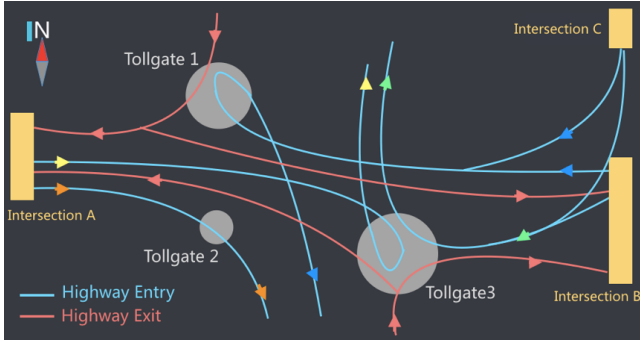 N
Intersection C
Tollgate 1
Intersection A
Tollgate 2
Tollgate3
Intersection B
Highway Entry
Highway Exit